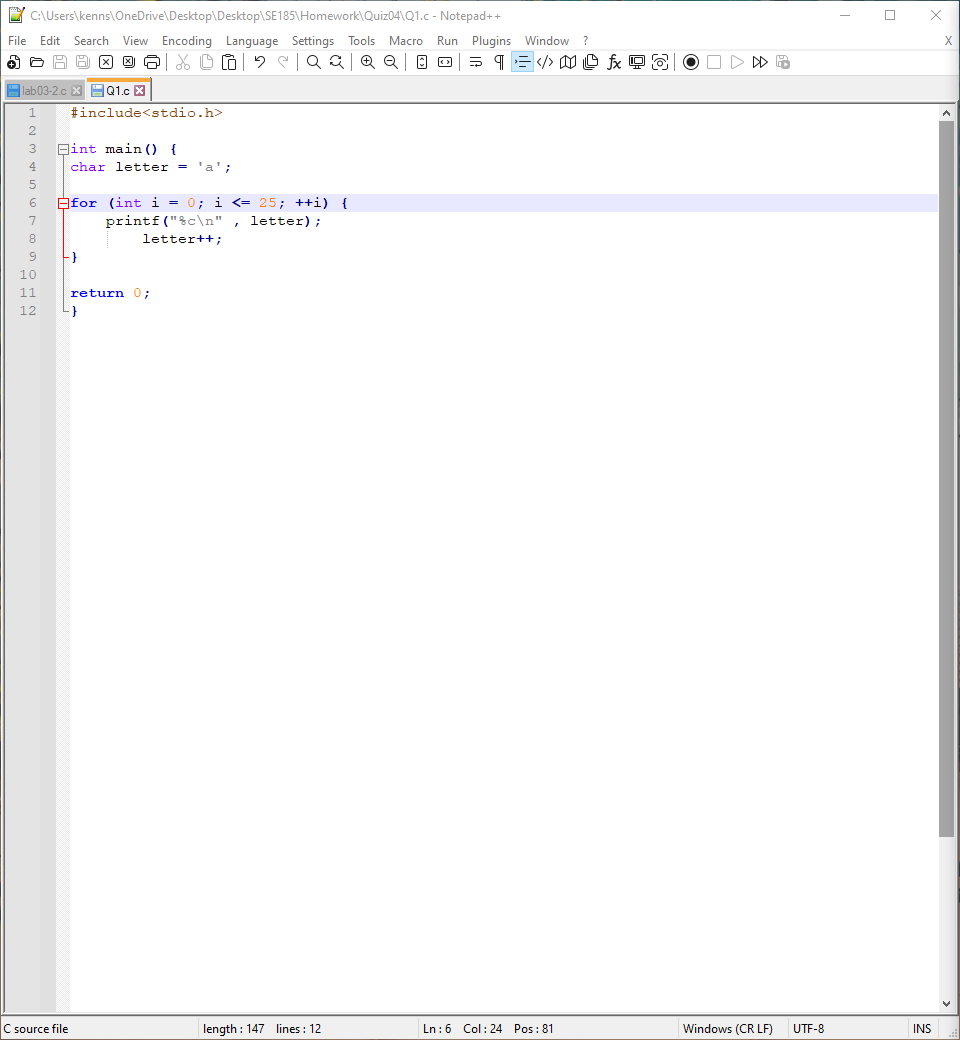 C:\Users\kenns\OneDrive\Desktop\Desktop\SE185\Homework\Quiz04\Q1.c - Notepad++
File Edit Search View Encoding Language Settings Tools Macro Run Plugins Window ? X
lab03-2.c Q1.c
1 #include<stdio.h>
2
3 int main() {
4 char letter = 'a';
5
6 for (int i = 0; i <= 25; ++i) {
7     printf("%c\n" , letter);
8         letter++;
9 }
10
11 return 0;
12 }
C source file length : 147 lines : 12 Ln : 6 Col : 24 Pos : 81 Windows (CR LF) UTF-8 INS